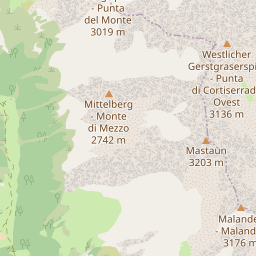 - Punta
del Monte
3019 m
Westlicher
Gerstgraserspi
- Punta
di Cortiserrad
Ovest
3136 m
Mittelberg
- Monte
di Mezzo
2742 m
Mastaùn
3203 m
Malande
- Maland
3176 m